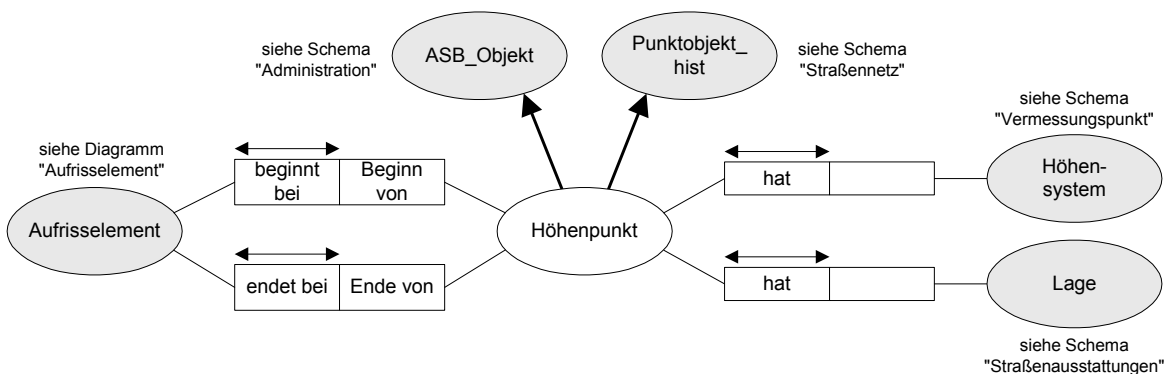 siehe Schema
"Administration"
ASB_Objekt
Punktobjekt_
hist
siehe Schema
"Straßennetz"
siehe Schema
"Vermessungspunkt"
siehe Diagramm
"Aufrisselement"
beginnt
bei
Beginn
von
hat
Höhen-
system
Aufrisselement
Höhenpunkt
endet bei
Ende von
hat
Lage
siehe Schema
"Straßenausstattungen"